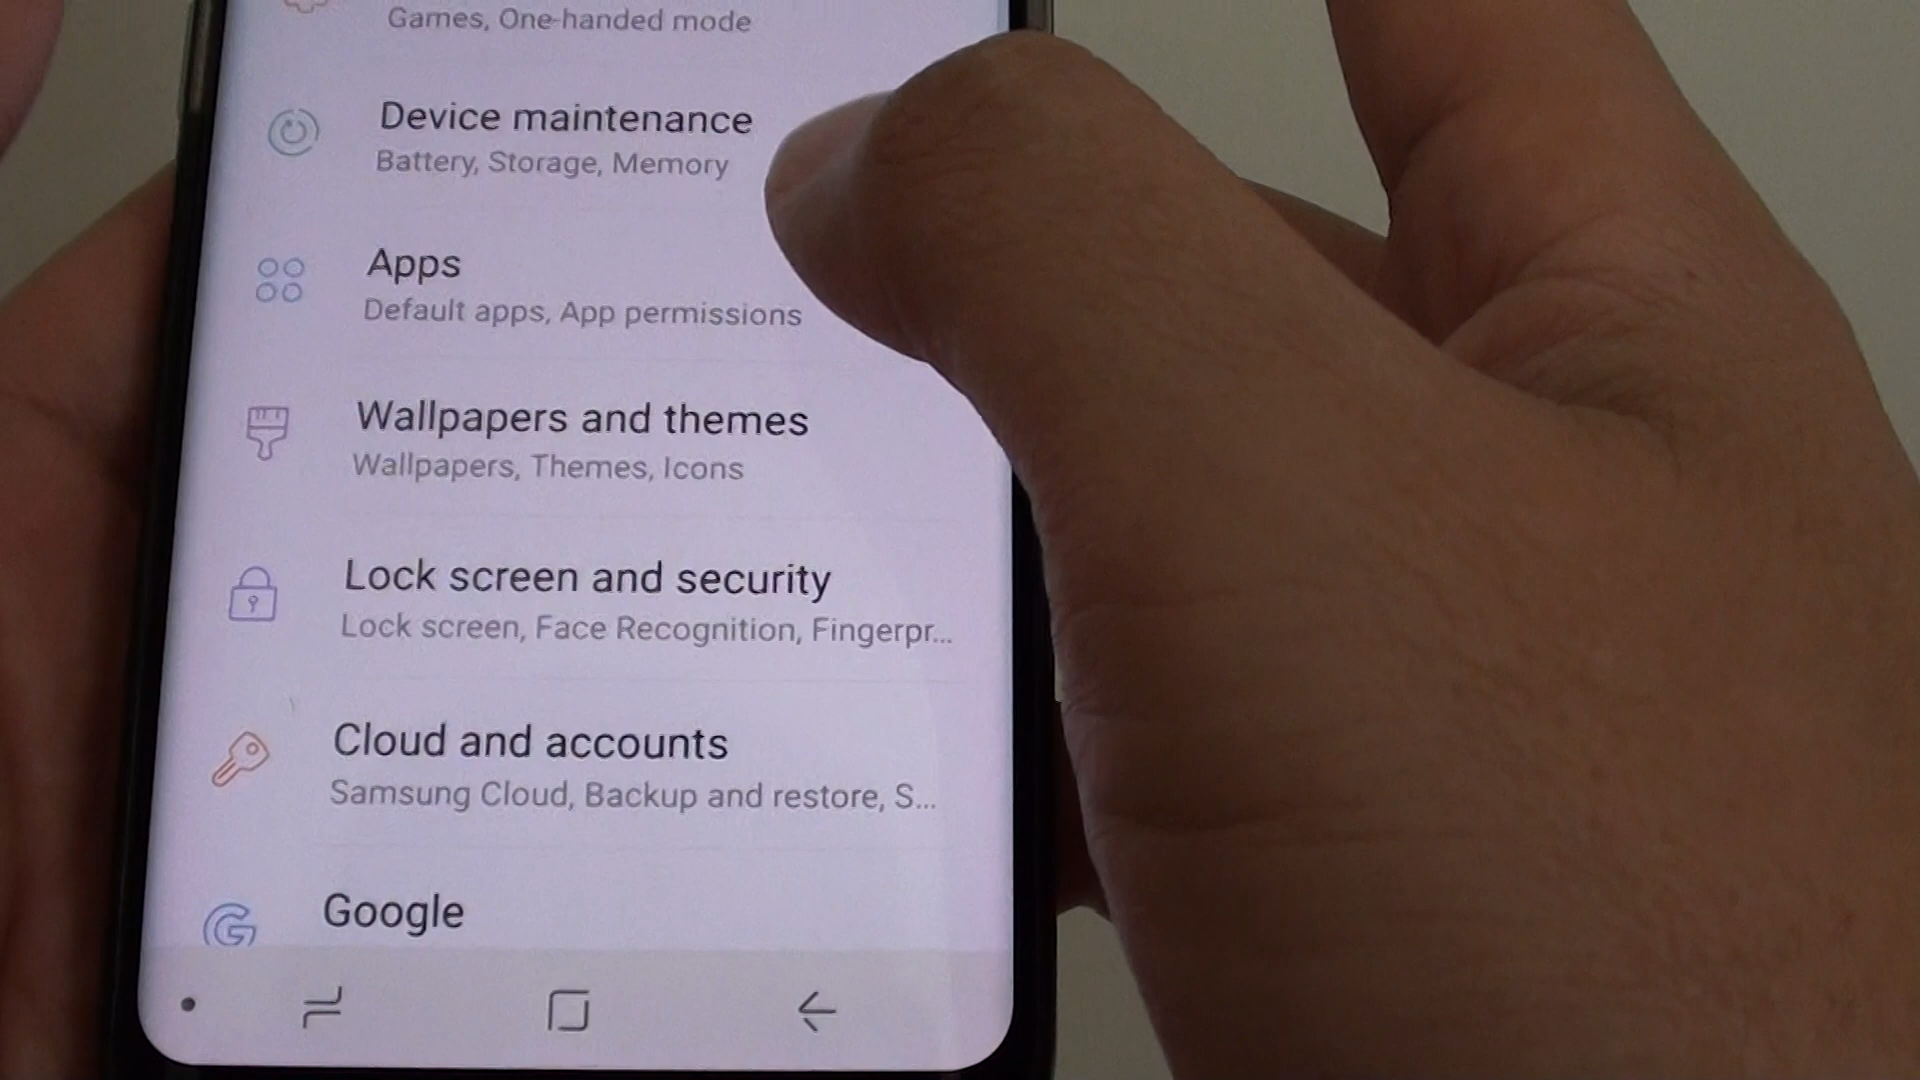 Games, One-handed mode
Device maintenance
Battery, Storage, Memory
Apps
Default apps, App permissions
Wallpapers and themes
Wallpapers, Themes, Icons
Lock screen and security
Lock screen, Face Recognition, Fingerpr...
Cloud and accounts
Samsung Cloud, Backup and restore, S...
Google